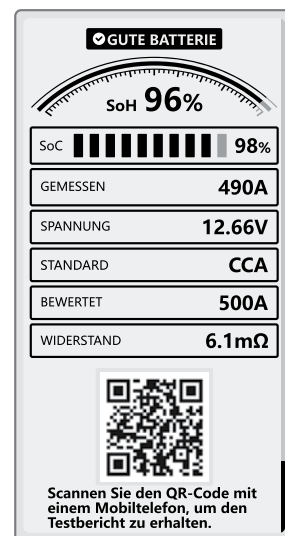 GUTE BATTERIE
SoH 96%
SoC 98%
GEMESSEN 490A
SPANNUNG 12.66V
STANDARD CCA
BEWERTET 500A
WIDERSTAND 6.1mΩ
Scannen Sie den QR-Code mit
einem Mobiltelefon, um den
Testbericht zu erhalten.